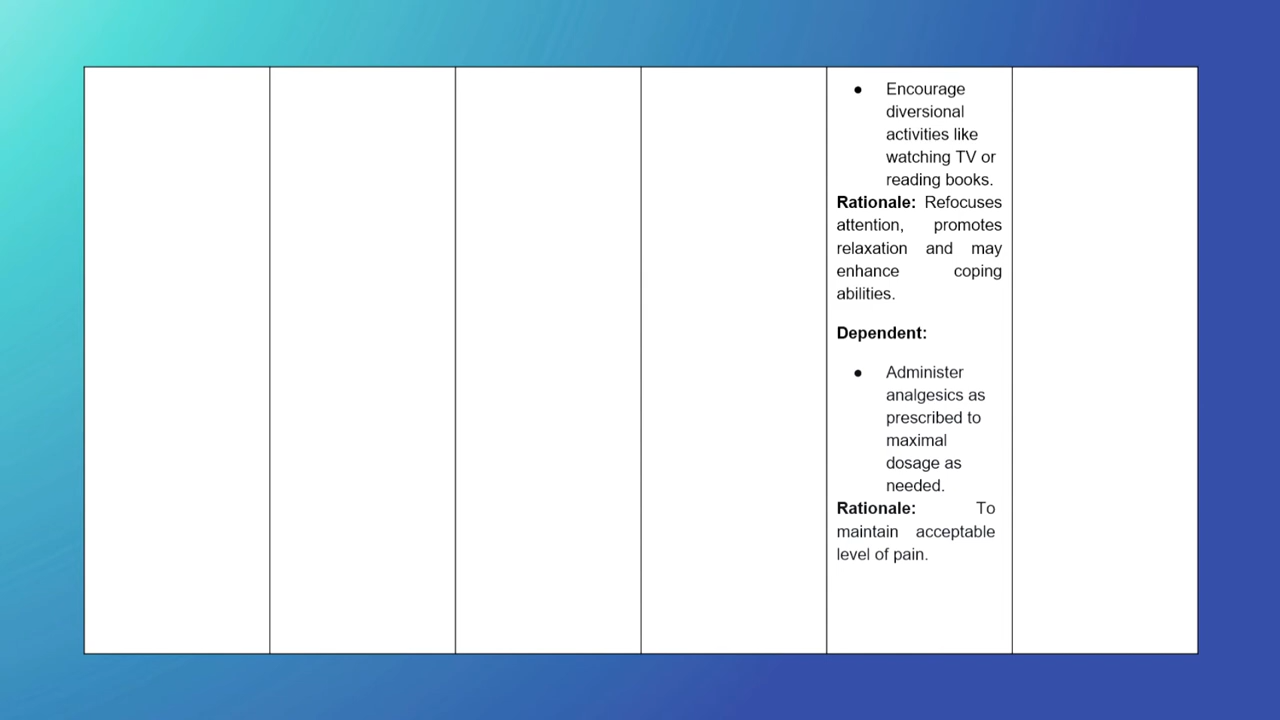 ● Encourage
diversional
activities like
watching TV or
reading books.
Rationale: Refocuses
attention, promotes
relaxation and may
enhance coping
abilities.
Dependent:
● Administer
analgesics as
prescribed to
maximal
dosage as
needed.
Rationale: To
maintain acceptable
level of pain.